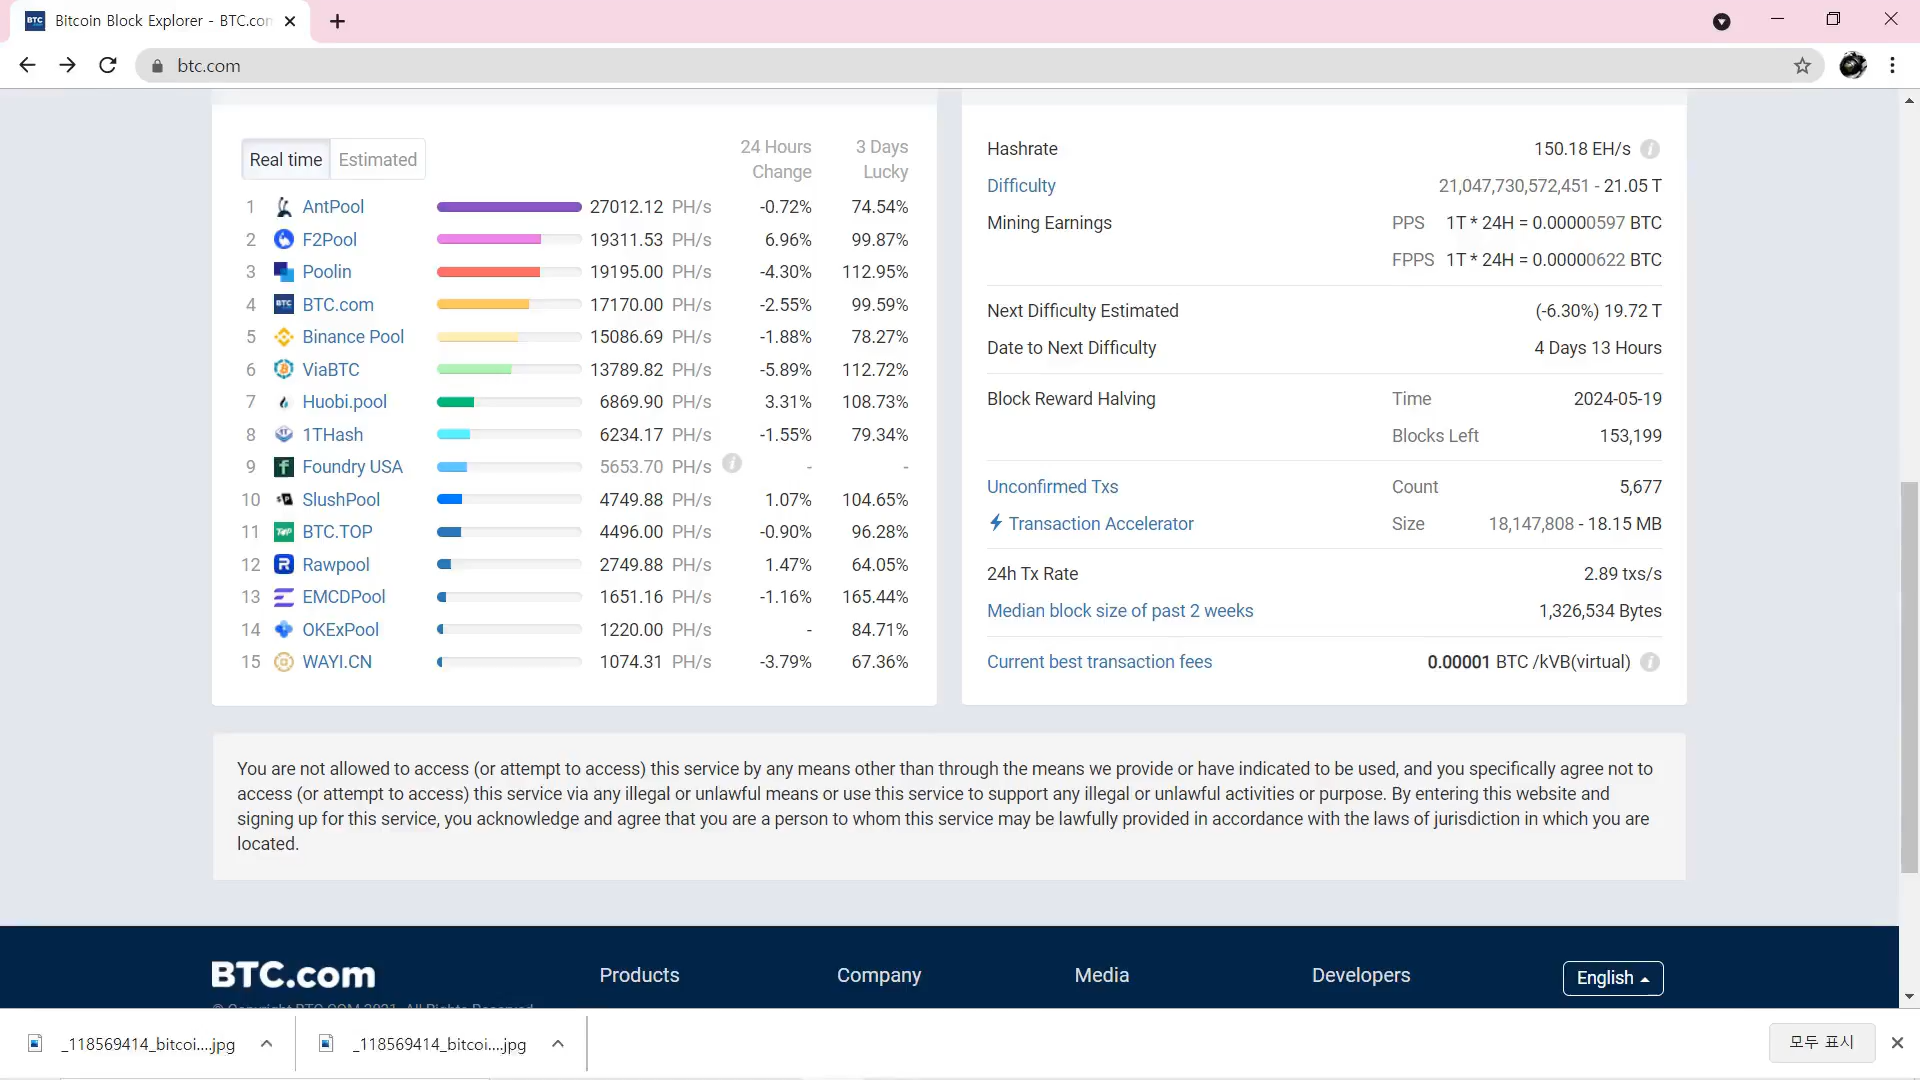 BTC Bitcoin Block Explorer - BTC.com
btc.com
Real time Estimated
24 Hours Change 3 Days Lucky
1 AntPool 27012.12 PH/s -0.72% 74.54%
2 F2Pool 19311.53 PH/s 6.96% 99.87%
3 Poolin 19195.00 PH/s -4.30% 112.95%
4 BTC BTC.com 17170.00 PH/s -2.55% 99.59%
5 Binance Pool 15086.69 PH/s -1.88% 78.27%
6 ViaBTC 13789.82 PH/s -5.89% 112.72%
7 Huobi.pool 6869.90 PH/s 3.31% 108.73%
8 1THash 6234.17 PH/s -1.55% 79.34%
9 Foundry USA 5653.70 PH/s - -
10 SlushPool 4749.88 PH/s 1.07% 104.65%
11 TOP BTC.TOP 4496.00 PH/s -0.90% 96.28%
12 R Rawpool 2749.88 PH/s 1.47% 64.05%
13 EMCDPool 1651.16 PH/s -1.16% 165.44%
14 OKExPool 1220.00 PH/s - 84.71%
15 WAYI.CN 1074.31 PH/s -3.79% 67.36%
Hashrate 150.18 EH/s
Difficulty 21,047,730,572,451 - 21.05 T
Mining Earnings PPS 1T * 24H = 0.00000597 BTC
FPPS 1T * 24H = 0.00000622 BTC
Next Difficulty Estimated (-6.30%) 19.72 T
Date to Next Difficulty 4 Days 13 Hours
Block Reward Halving Time 2024-05-19
Blocks Left 153,199
Unconfirmed Txs Count 5,677
Transaction Accelerator Size 18,147,808 - 18.15 MB
24h Tx Rate 2.89 txs/s
Median block size of past 2 weeks 1,326,534 Bytes
Current best transaction fees 0.00001 BTC /kVB(virtual)
You are not allowed to access (or attempt to access) this service by any means other than through the means we provide or have indicated to be used, and you specifically agree not to
access (or attempt to access) this service via any illegal or unlawful means or use this service to support any illegal or unlawful activities or purpose. By entering this website and
signing up for this service, you acknowledge and agree that you are a person to whom this service may be lawfully provided in accordance with the laws of jurisdiction in which you are
located.
BTC.com Products Company Media Developers English
© Copyright BTC.COM 2021, All Rights Reserved
_118569414_bitcoi....jpg _118569414_bitcoi....jpg 모두 표시